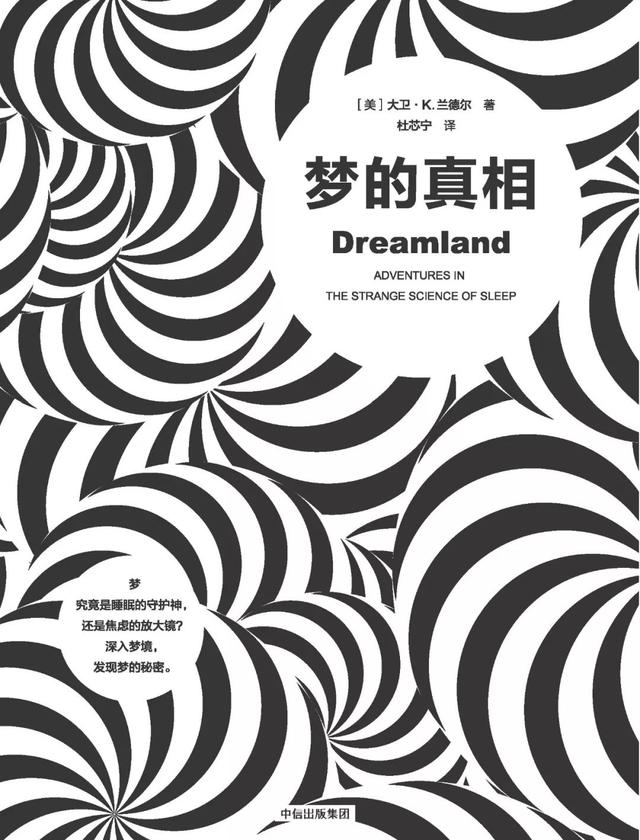 [美]大卫·K.兰德尔 著
杜芯宁 译
梦的真相
Dreamland
ADVENTURES IN
THE STRANGE SCIENCE OF SLEEP
梦
究竟是睡眠的守护神,
还是焦虑的放大镜?
深入梦境,
发现梦的秘密。
中信出版集团